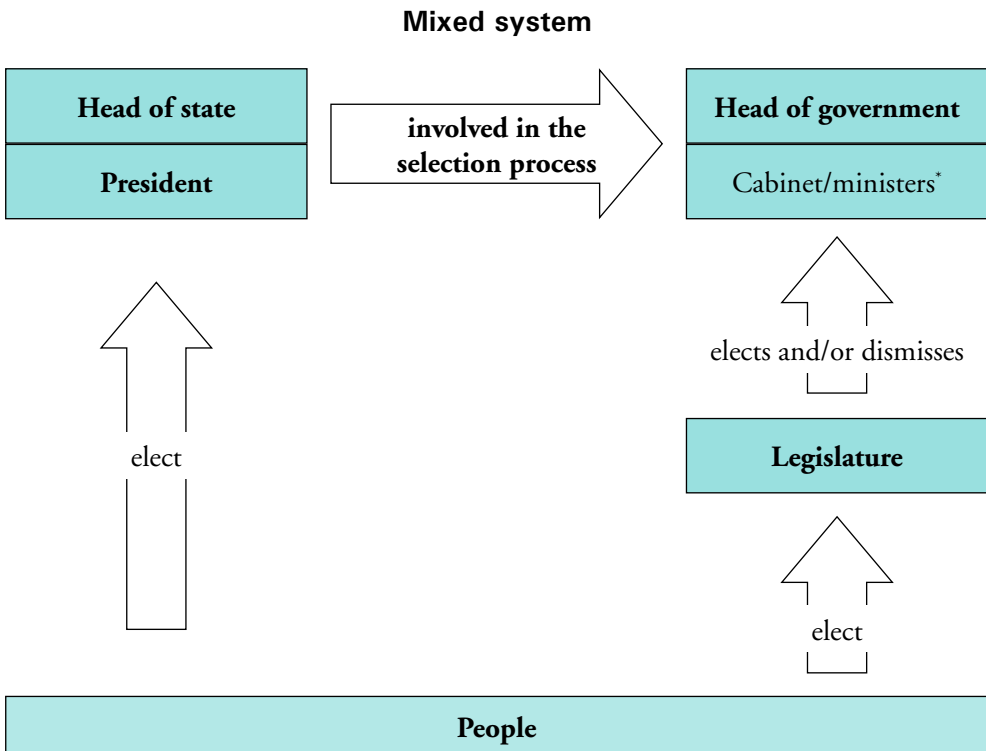 Mixed system
Head of state
President
involved in the
selection process
Head of government
Cabinet/ministers*
elects and/or dismisses
elect
Legislature
elect
People